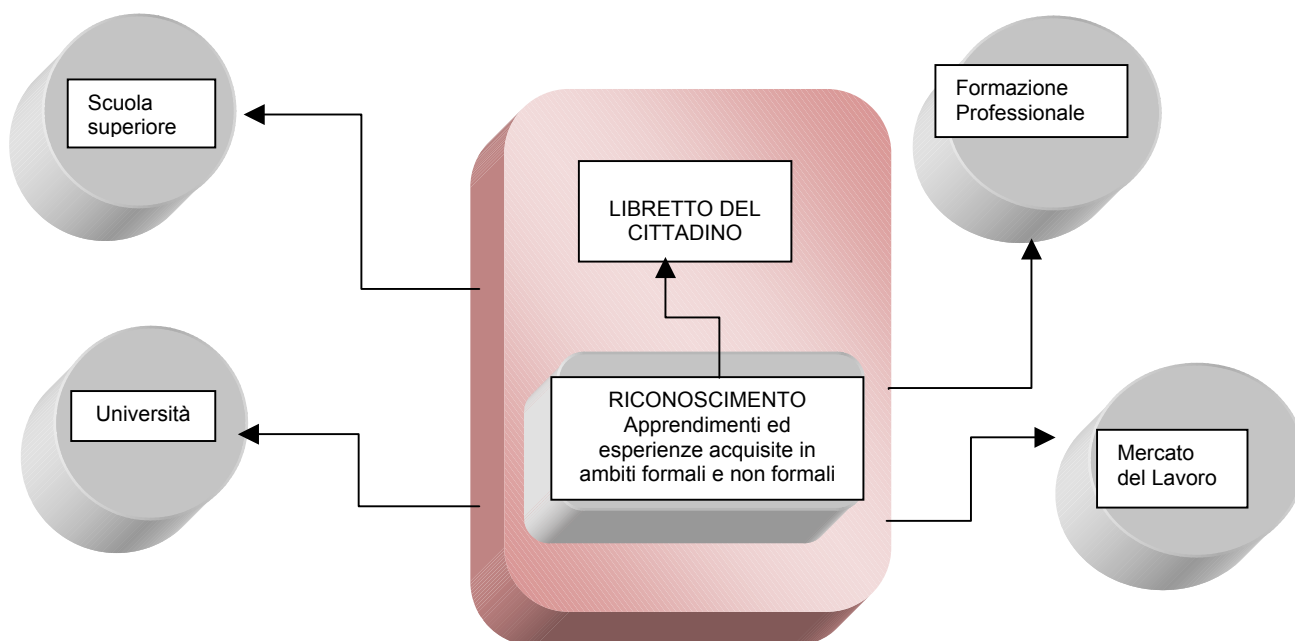 Scuola
superiore
Formazione
Professionale
LIBRETTO DEL
CITTADINO
Università
RICONOSCIMENTO
Apprendimenti ed
esperienze acquisite in
ambiti formali e non formali
Mercato
del Lavoro